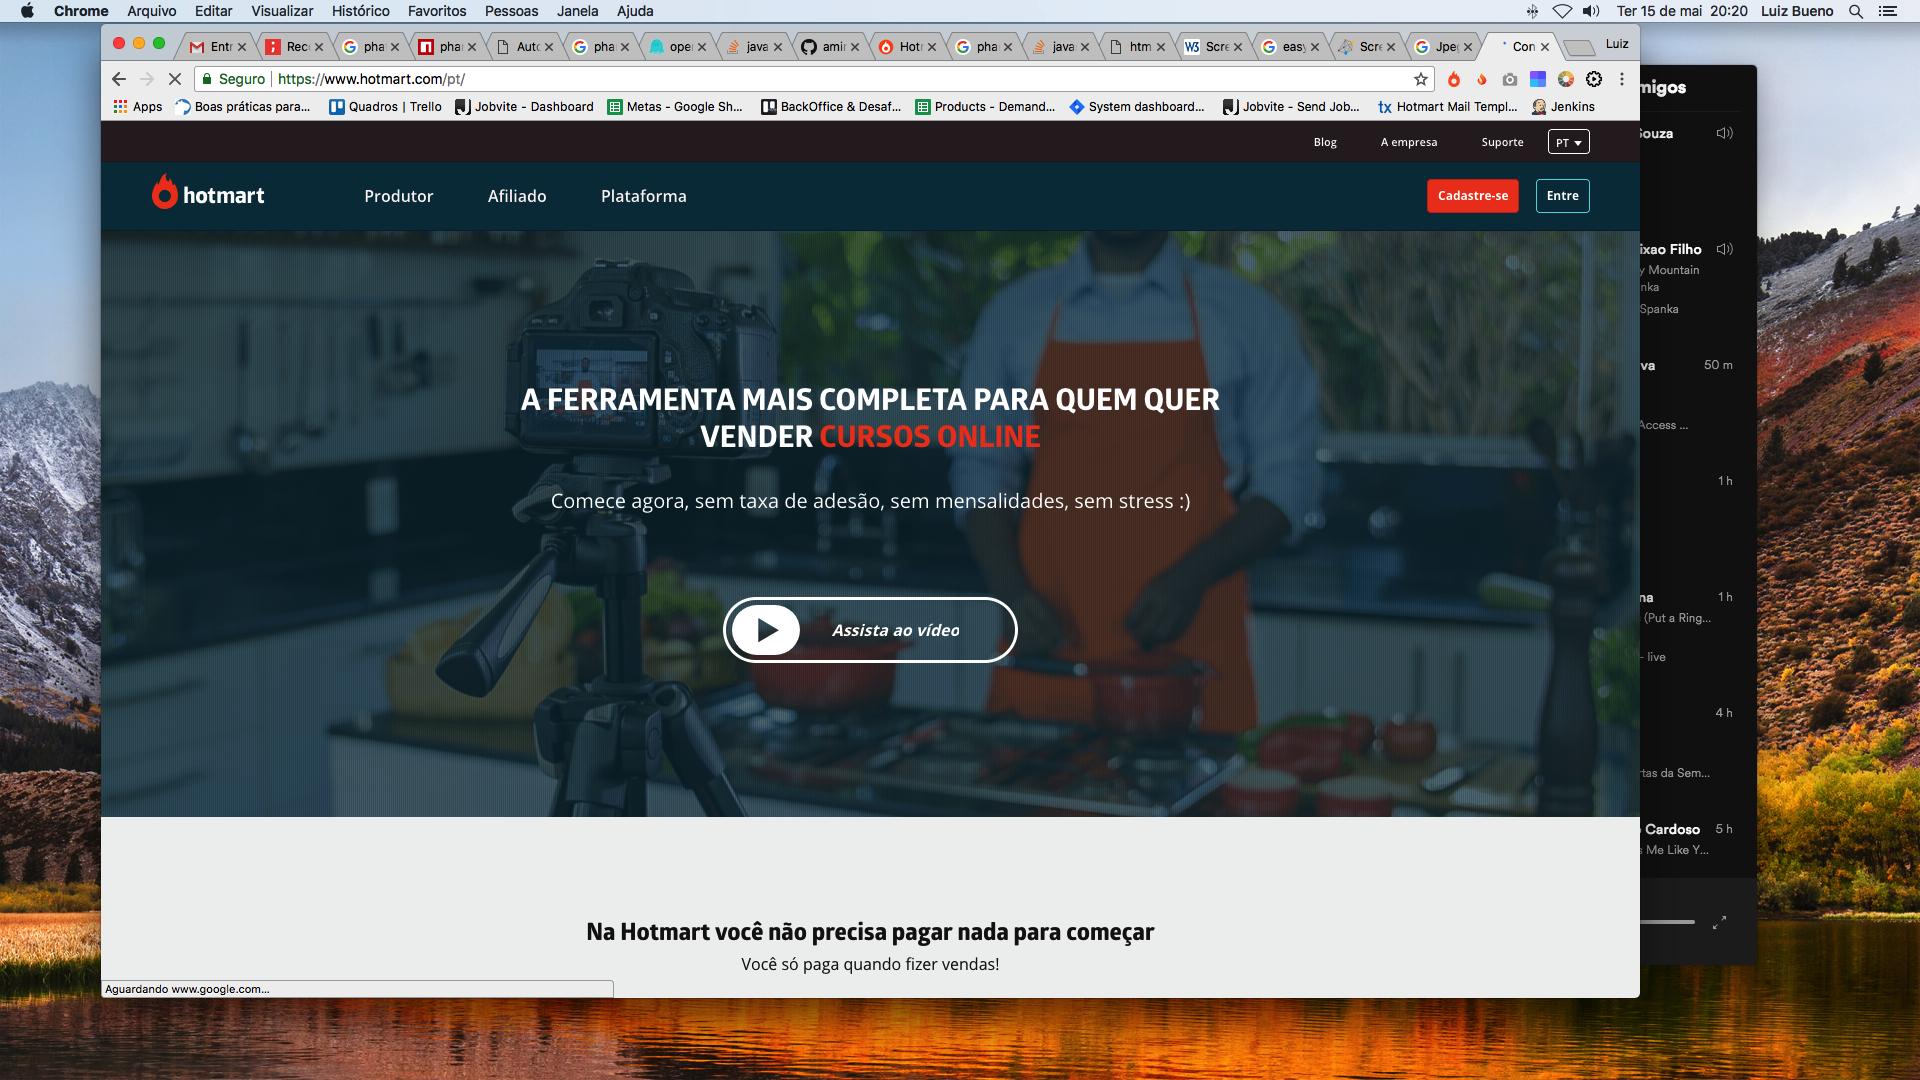 Chrome Arquivo Editar Visualizar Histórico Favoritos Pessoas Janela Ajuda
Ter 15 de mai 20:20 Luiz Bueno
Entr Rec pha pha Auto pha ope java amir Hotr pha java htm Scre easy Scre Jpeg Con
Luiz
Seguro https://www.hotmart.com/pt/
Apps Boas práticas para... Quadros | Trello Jobvite - Dashboard Metas - Google Sh... BackOffice & Desaf... Products - Demand... System dashboard... Jobvite - Send Job... Hotmart Mail Templ... Jenkins
Blog A empresa Suporte PT
hotmart Produtor Afiliado Plataforma Cadastre-se Entre
A FERRAMENTA MAIS COMPLETA PARA QUEM QUER
VENDER CURSOS ONLINE
Comece agora, sem taxa de adesão, sem mensalidades, sem stress :)
Assista ao vídeo
Na Hotmart você não precisa pagar nada para começar
Você só paga quando fizer vendas!
Aguardando www.google.com...
migos
Souza
ixao Filho
y Mountain
nka
Spanka
va 50 m
Access ...
1 h
na 1 h
(Put a Ring...
- live
4 h
rtas da Sem...
Cardoso 5 h
s Me Like Y...